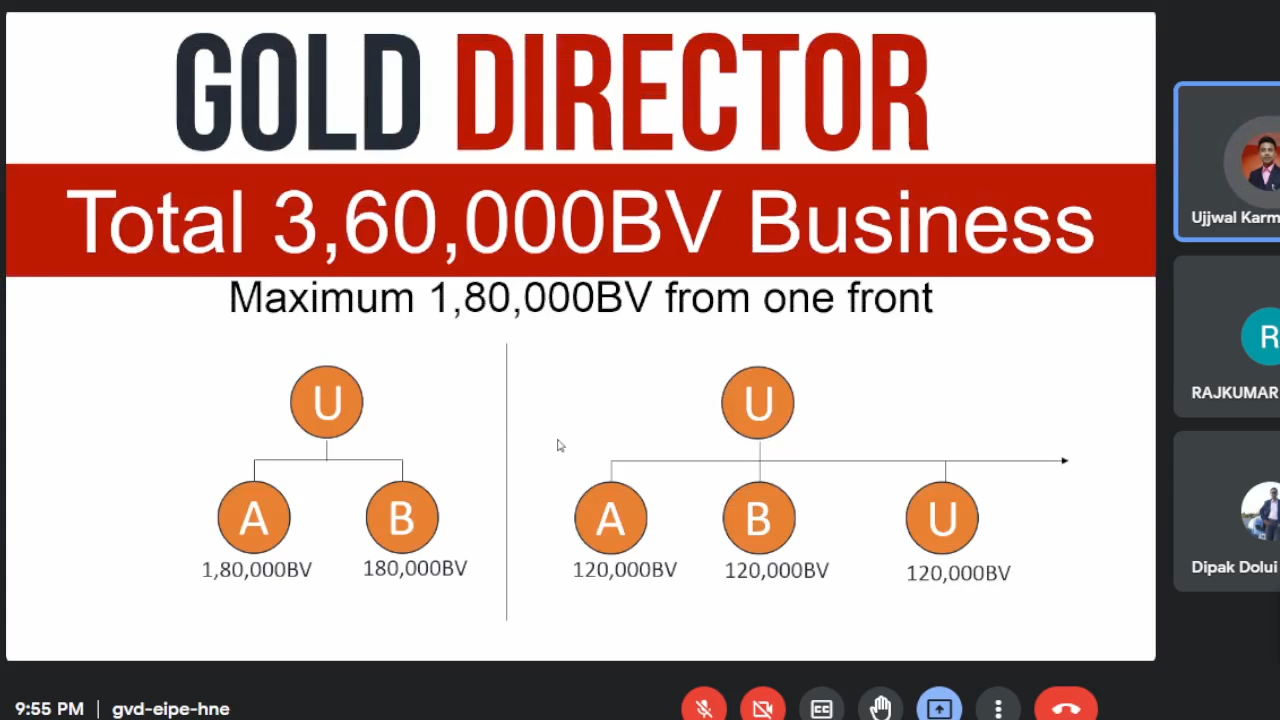 GOLD DIRECTOR
Total 3,60,000BV Business
Maximum 1,80,000BV from one front
U
A B
1,80,000BV 180,000BV
U
A B U
120,000BV 120,000BV 120,000BV
Ujjwal Karm
R
RAJKUMAR
Dipak Dolui
9:55 PM | gvd-eipe-hne
CC